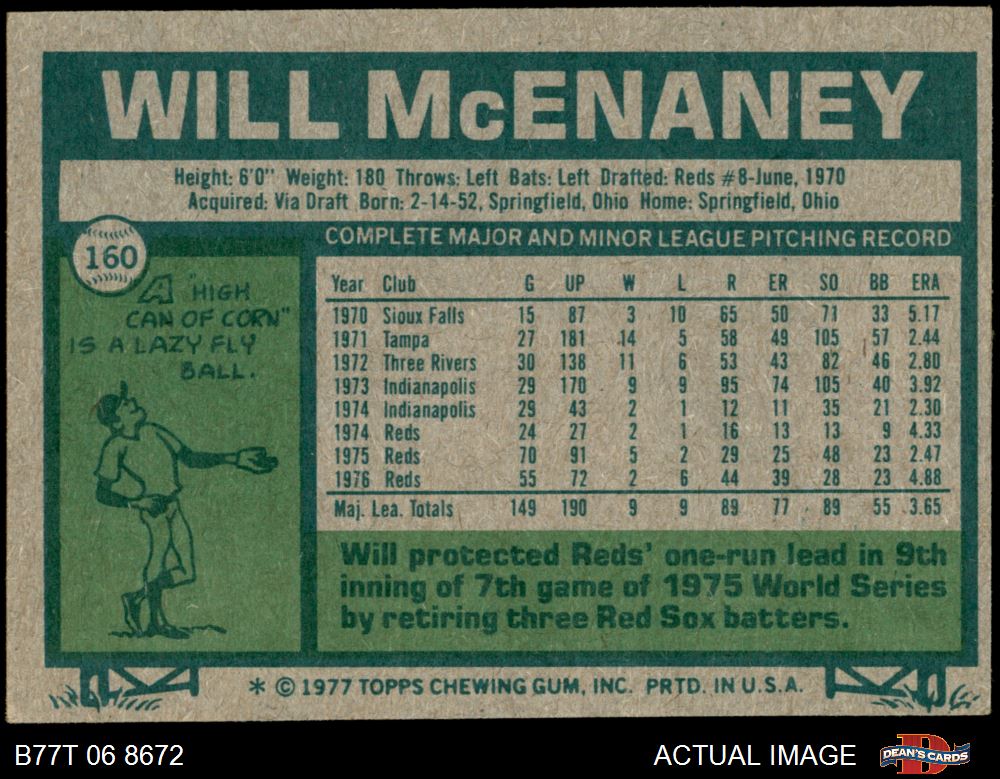 WILL McENANEY
Height: 6'0" Weight: 180 Throws: Left Bats: Left Drafted: Reds #8-June, 1970
Acquired: Via Draft Born: 2-14-52, Springfield, Ohio Home: Springfield, Ohio
160
A "HIGH
CAN OF CORN"
IS A LAZY FLY
BALL.
COMPLETE MAJOR AND MINOR LEAGUE PITCHING RECORD
Year Club G UP W L R ER SO BB ERA
1970 Sioux Falls 15 87 3 10 65 50 71 33 5.17
1971 Tampa 27 181 14 5 58 49 105 57 2.44
1972 Three Rivers 30 138 11 6 53 43 82 46 2.80
1973 Indianapolis 29 170 9 9 95 74 105 40 3.92
1974 Indianapolis 29 43 2 1 12 11 35 21 2.30
1974 Reds 24 27 2 1 16 13 13 9 4.33
1975 Reds 70 91 5 2 29 25 48 23 2.47
1976 Reds 55 72 2 6 44 39 28 23 4.88
Maj. Lea. Totals 149 190 9 9 89 77 89 55 3.65
Will protected Reds' one-run lead in 9th
inning of 7th game of 1975 World Series
by retiring three Red Sox batters.
* © 1977 TOPPS CHEWING GUM, INC. PRTD. IN U.S.A.
B77T 06 8672
ACTUAL IMAGE
DEAN'S CARDS